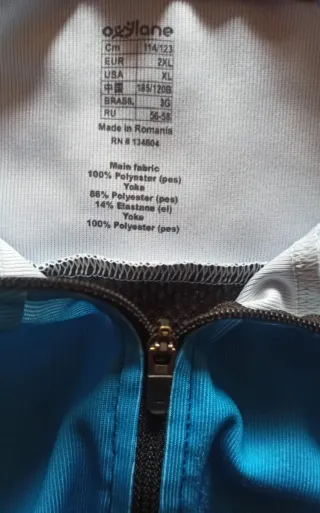 oxylane
Cm 114/123
EUR 2XL
USA XL
中国 185/120B
BRASIL 3G
RU 56-58
Made in Romania
RN # 134804
Main fabric
100% Polyester (pes)
Yoke
86% Polyester (pes)
14% Elastane (el)
Yoke
100% Polyester (pes)